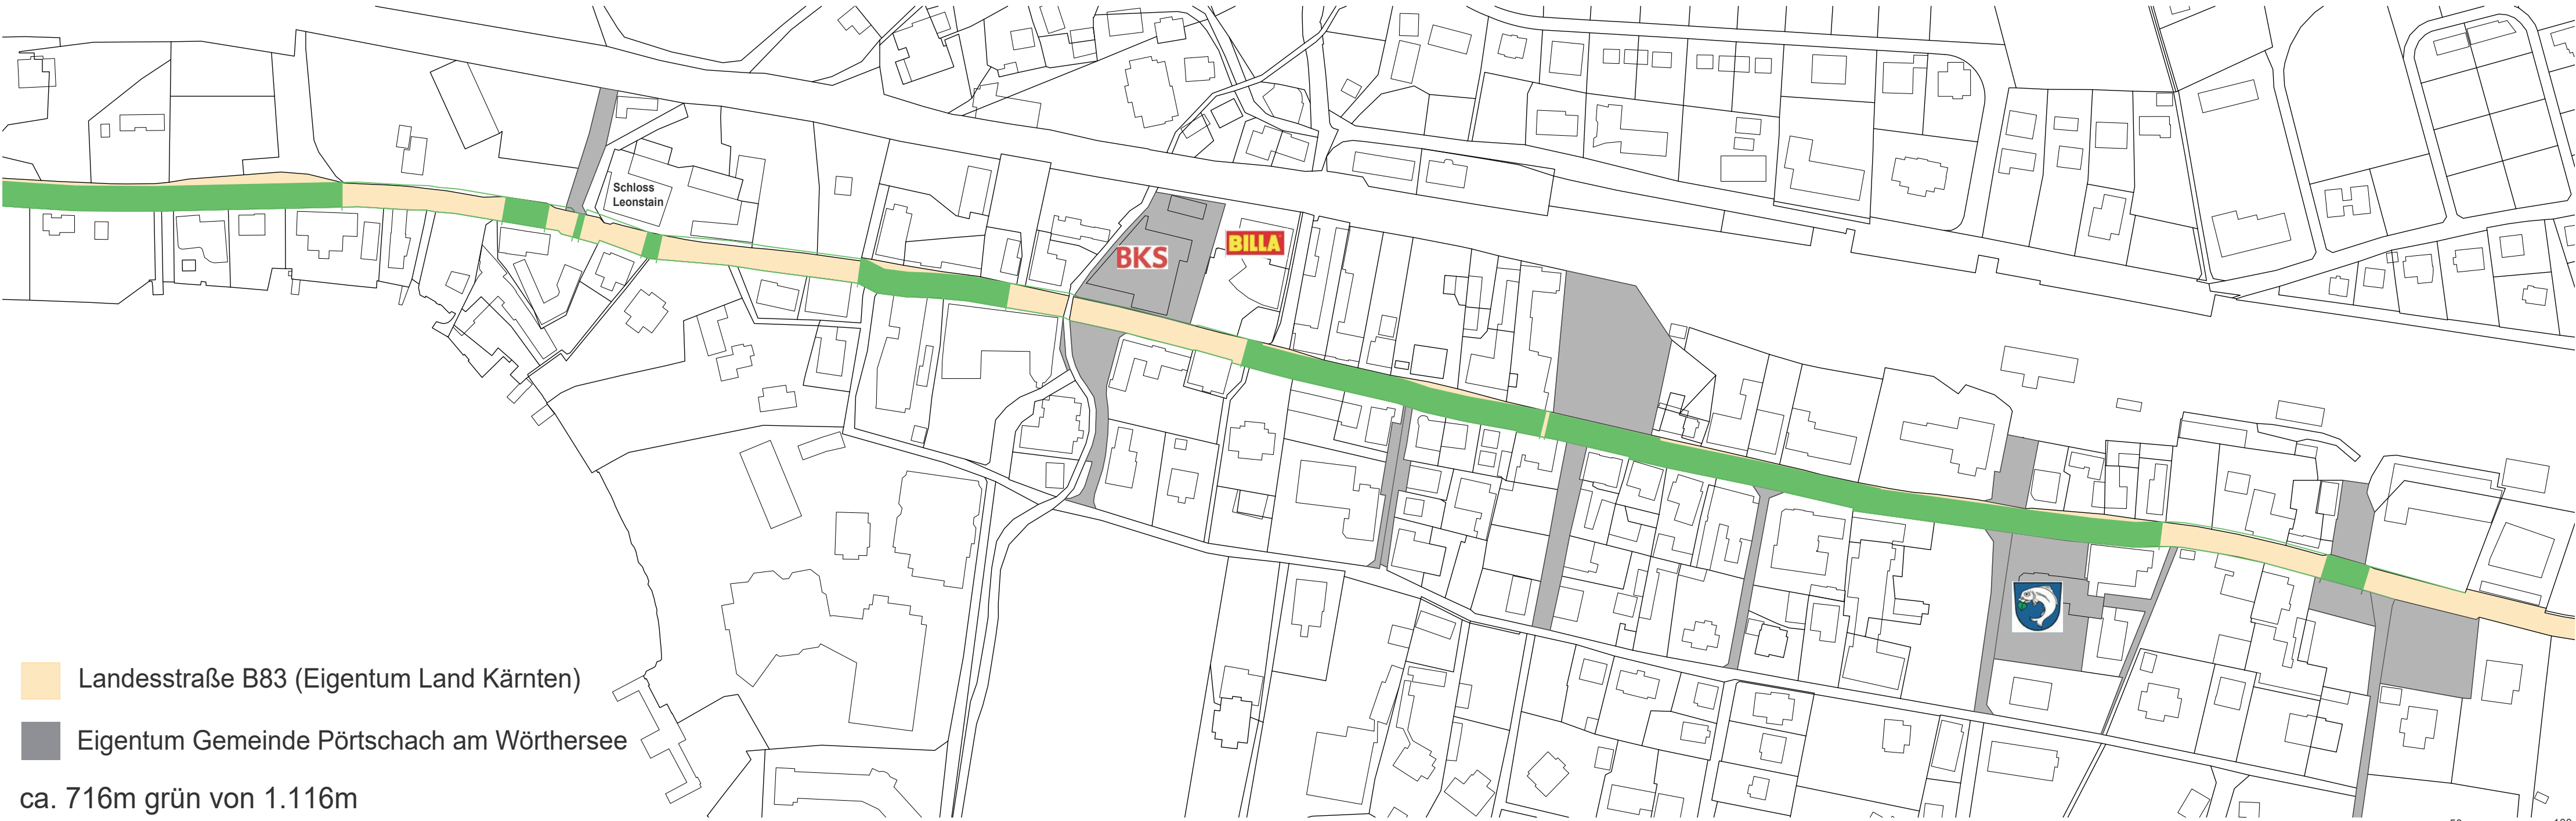 Schloss
Leonstain
BKS
BILLA
Landesstraße B83 (Eigentum Land Kärnten)
Eigentum Gemeinde Pörtschach am Wörthersee
ca. 716m grün von 1.116m